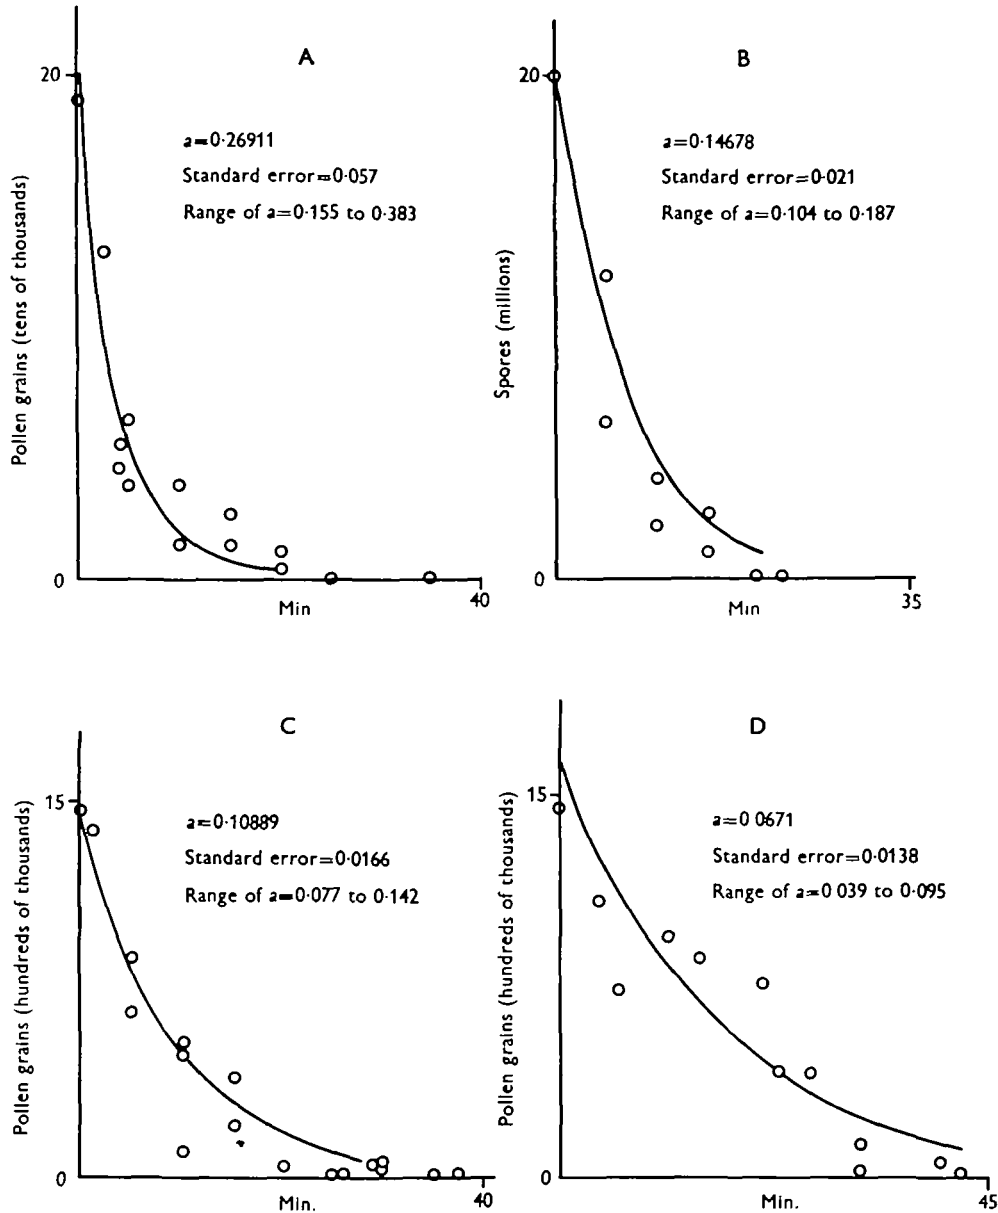 A
20
a=0·26911
Standard error=0·057
Range of a=0·155 to 0·383
Pollen grains (tens of thousands)
0
Min
40
B
20
a=0·14678
Standard error=0·021
Range of a=0·104 to 0·187
Spores (millions)
0
Min
35
C
15
a=0·10889
Standard error=0·0166
Range of a=0·077 to 0·142
Pollen grains (hundreds of thousands)
0
Min.
40
D
15
a=0 0671
Standard error=0·0138
Range of a=0 039 to 0·095
Pollen grains (hundreds of thousands)
0
Min.
45